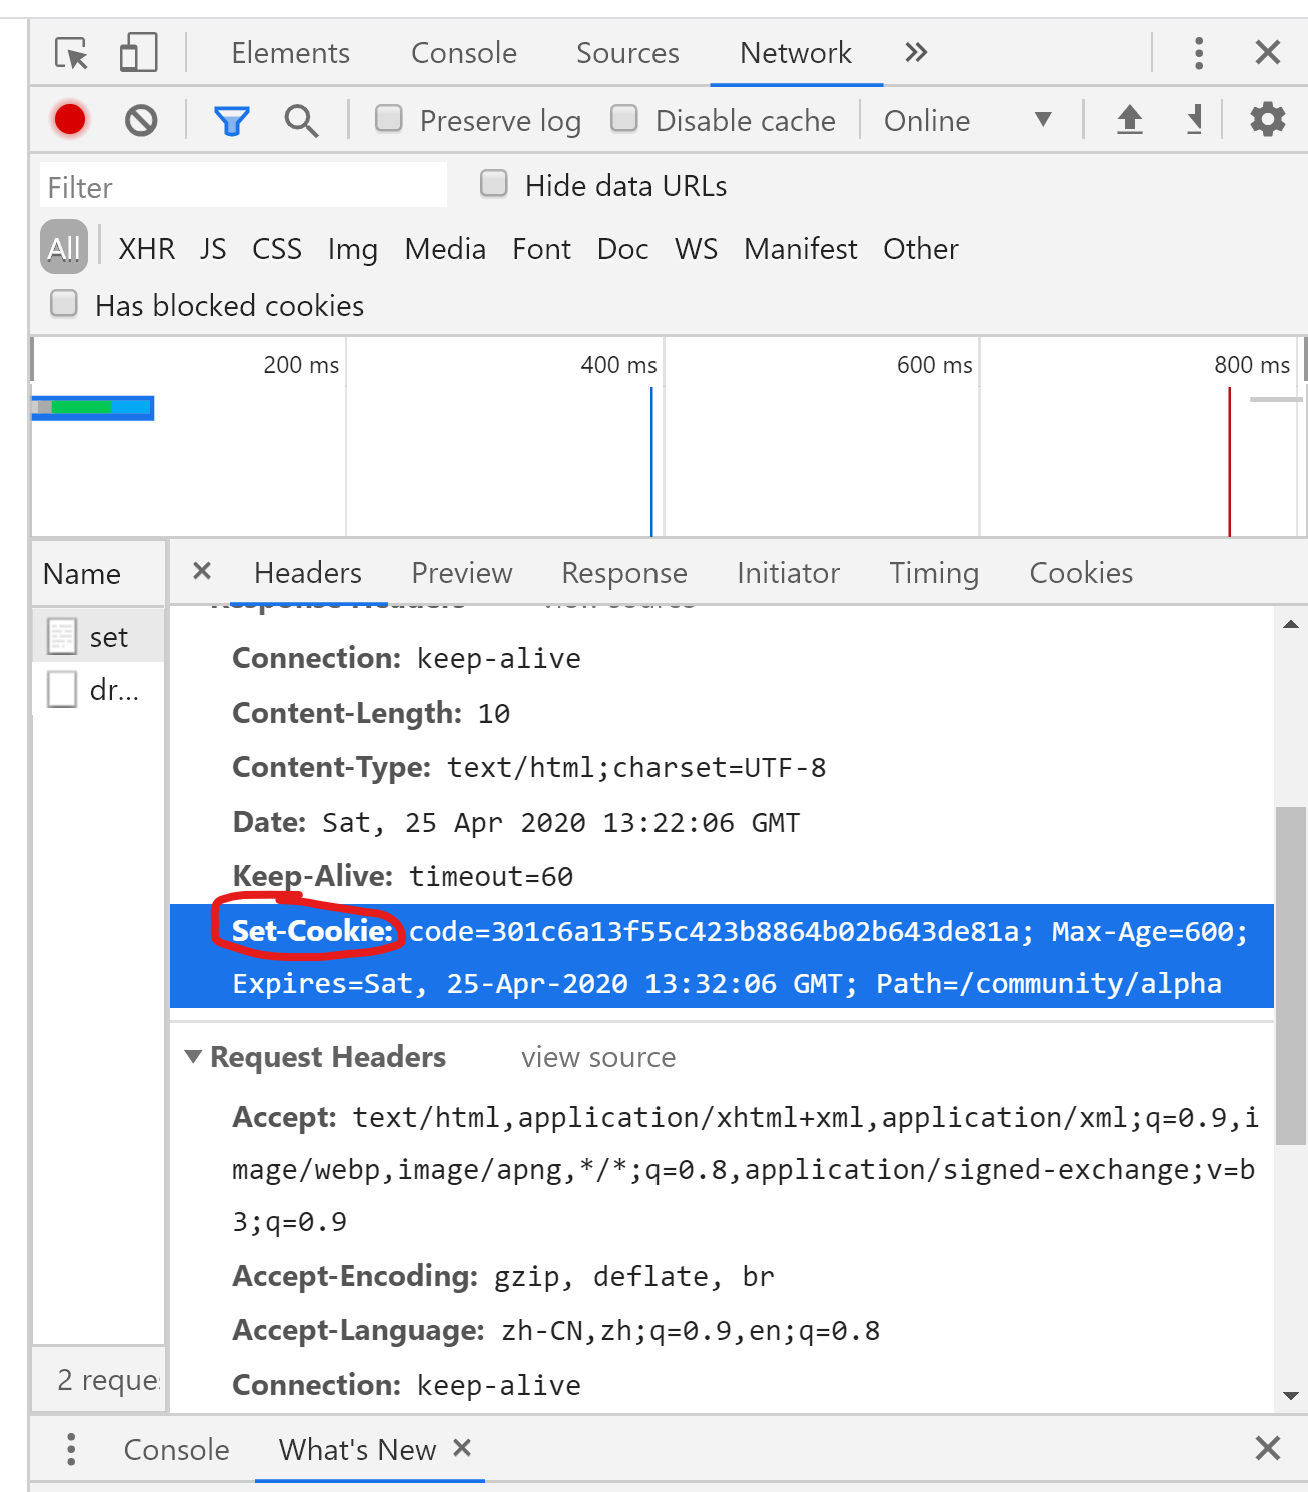 Elements Console Sources Network
Preserve log Disable cache Online
Filter Hide data URLs
All XHR JS CSS Img Media Font Doc WS Manifest Other
Has blocked cookies
200 ms 400 ms 600 ms 800 ms
Name × Headers Preview Response Initiator Timing Cookies
set
dr...
Response Headers view source
Connection: keep-alive
Content-Length: 10
Content-Type: text/html;charset=UTF-8
Date: Sat, 25 Apr 2020 13:22:06 GMT
Keep-Alive: timeout=60
Set-Cookie: code=301c6a13f55c423b8864b02b643de81a; Max-Age=600;
Expires=Sat, 25-Apr-2020 13:32:06 GMT; Path=/community/alpha
Request Headers view source
Accept: text/html,application/xhtml+xml,application/xml;q=0.9,i
mage/webp,image/apng,*/*;q=0.8,application/signed-exchange;v=b
3;q=0.9
Accept-Encoding: gzip, deflate, br
Accept-Language: zh-CN,zh;q=0.9,en;q=0.8
Connection: keep-alive
2 reque
Console What's New ×